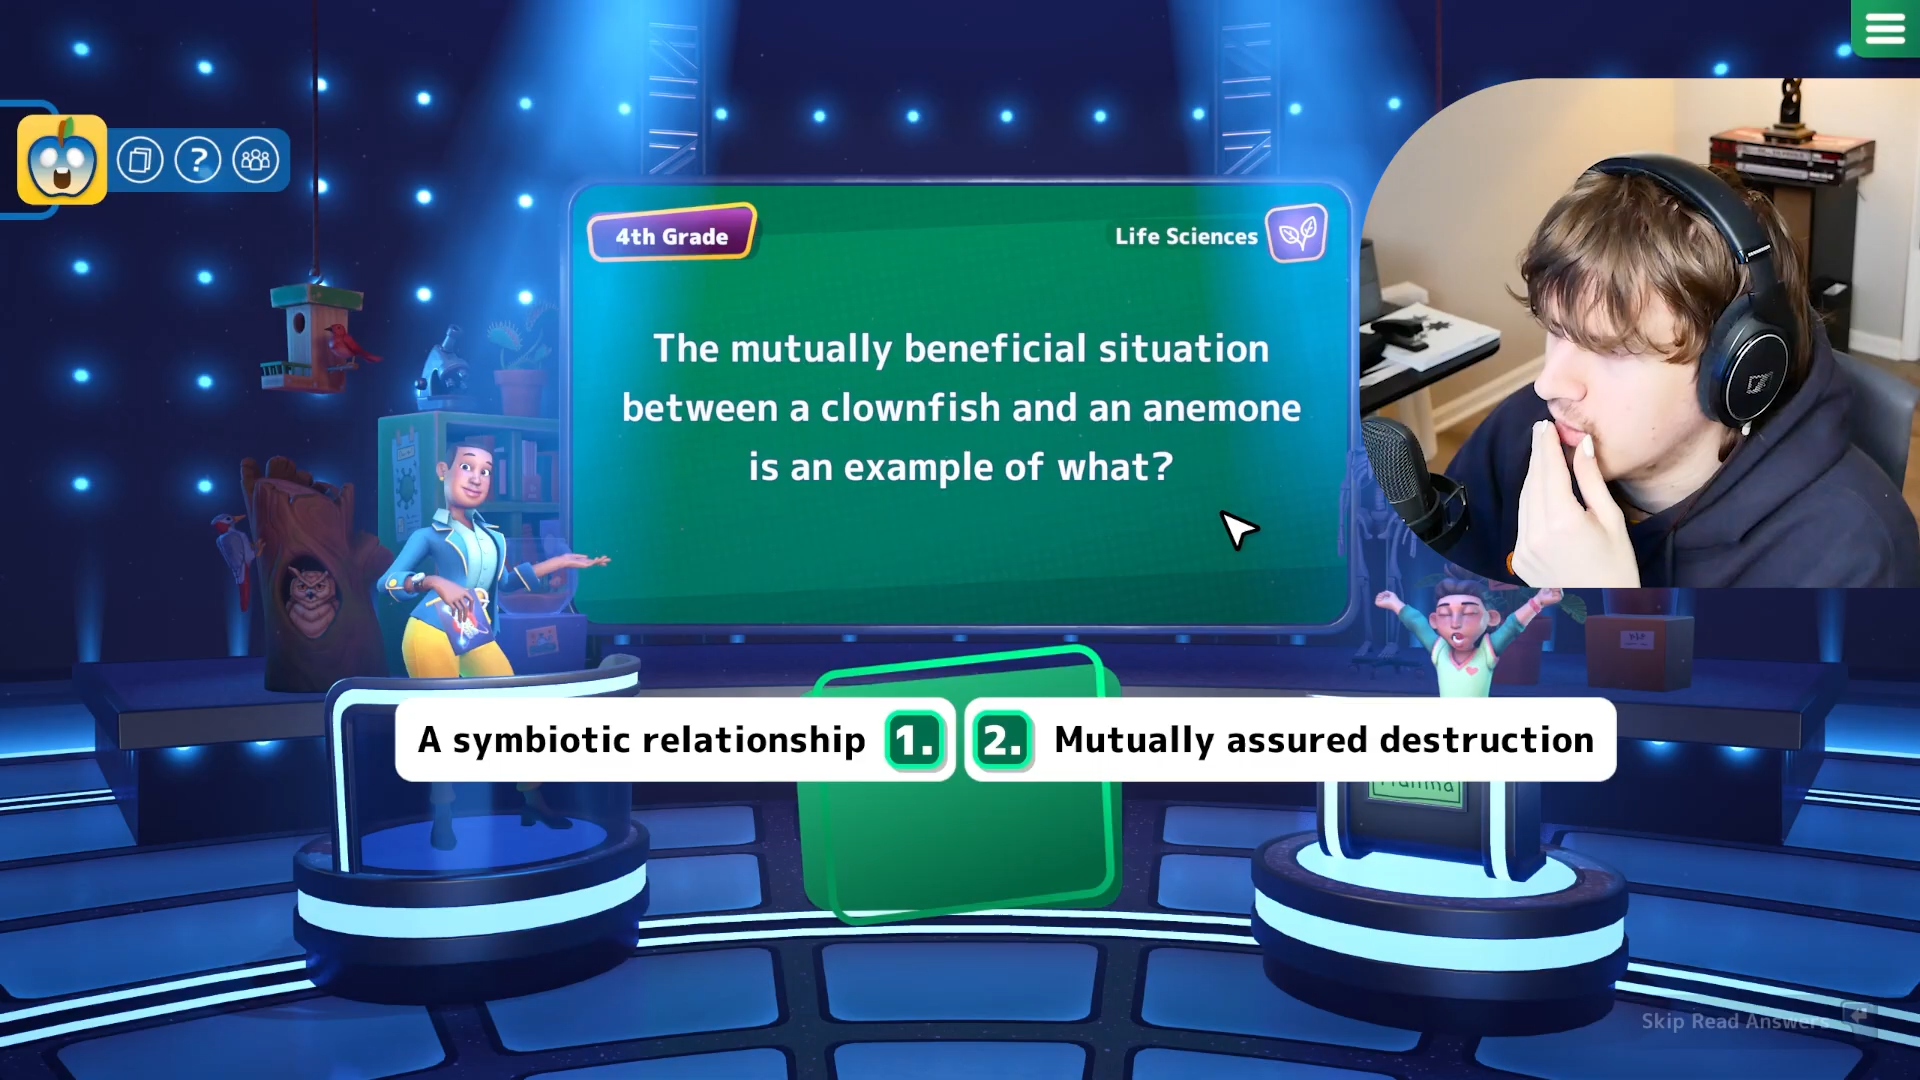 4th Grade
Life Sciences
The mutually beneficial situation
between a clownfish and an anemone
is an example of what?
A symbiotic relationship 1.
2. Mutually assured destruction
Skip Read Answers